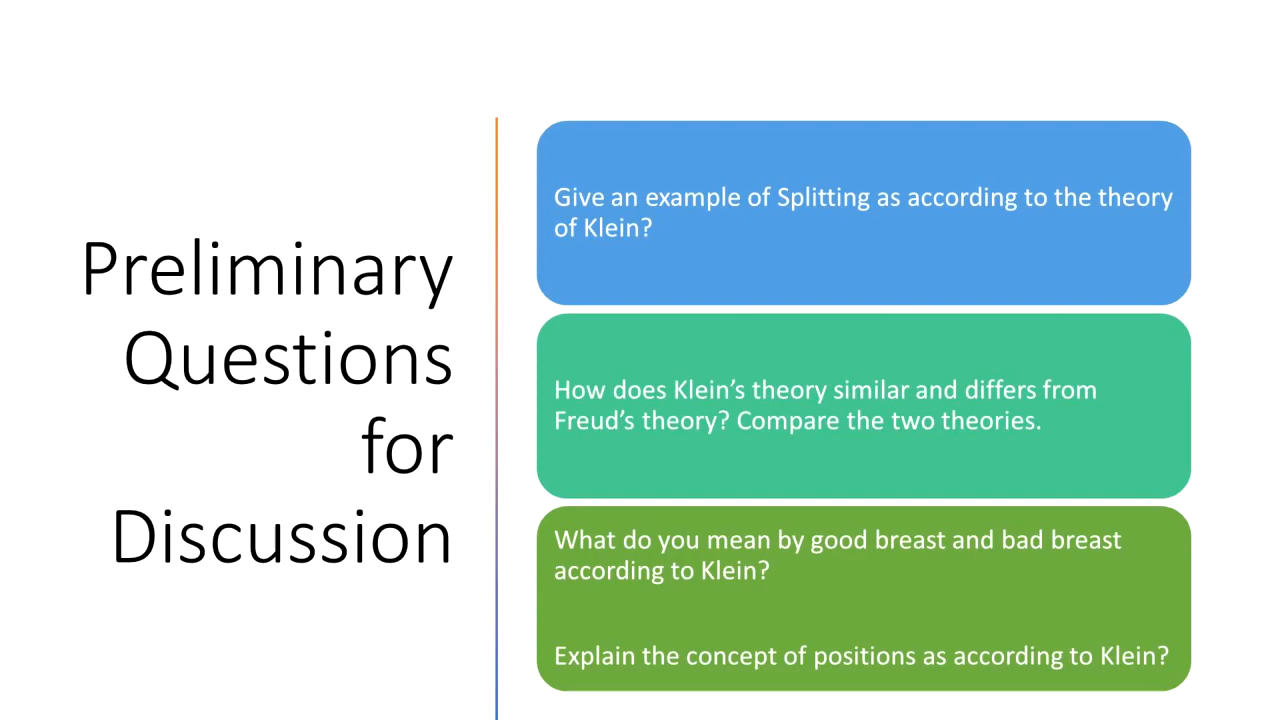 Preliminary
Questions
for
Discussion
Give an example of Splitting as according to the theory
of Klein?
How does Klein’s theory similar and differs from
Freud’s theory? Compare the two theories.
What do you mean by good breast and bad breast
according to Klein?
Explain the concept of positions as according to Klein?